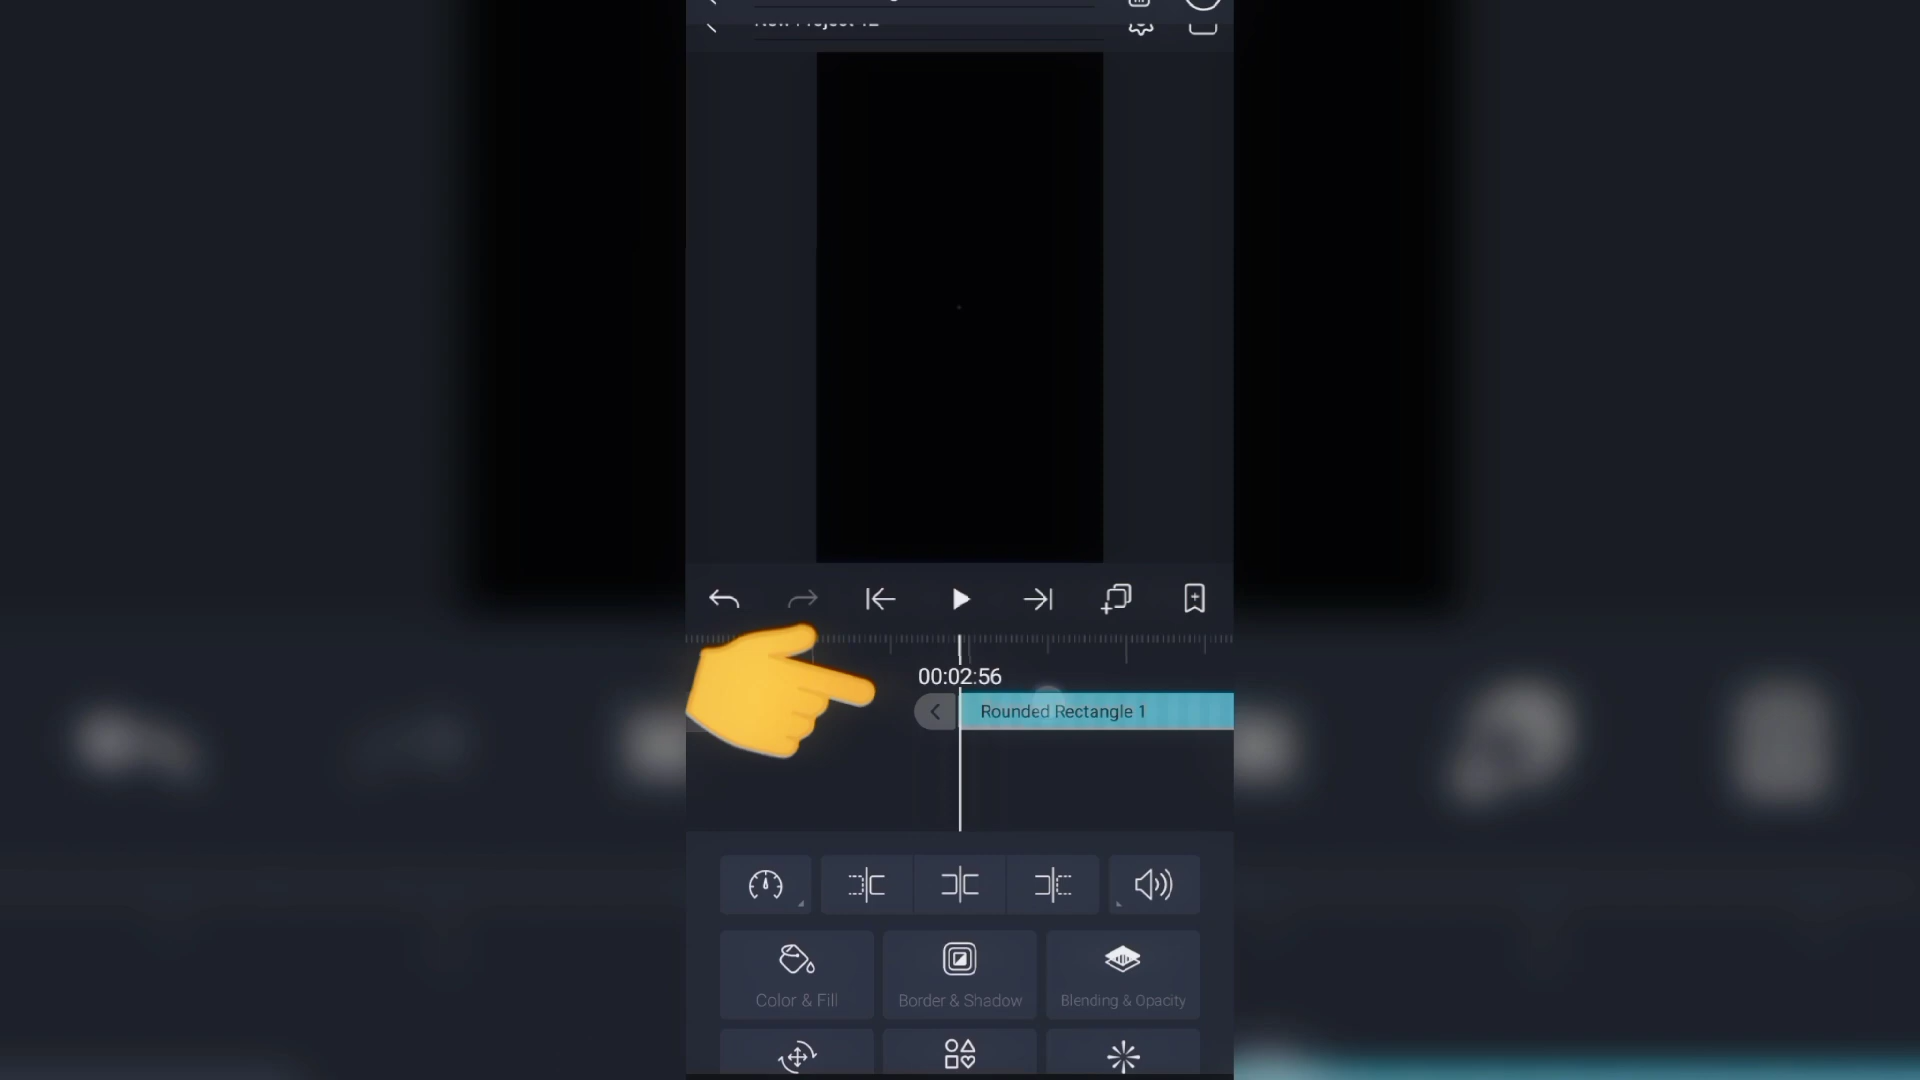 00:02:56
Rounded Rectangle 1
Color & Fill
Border & Shadow
Blending & Opacity